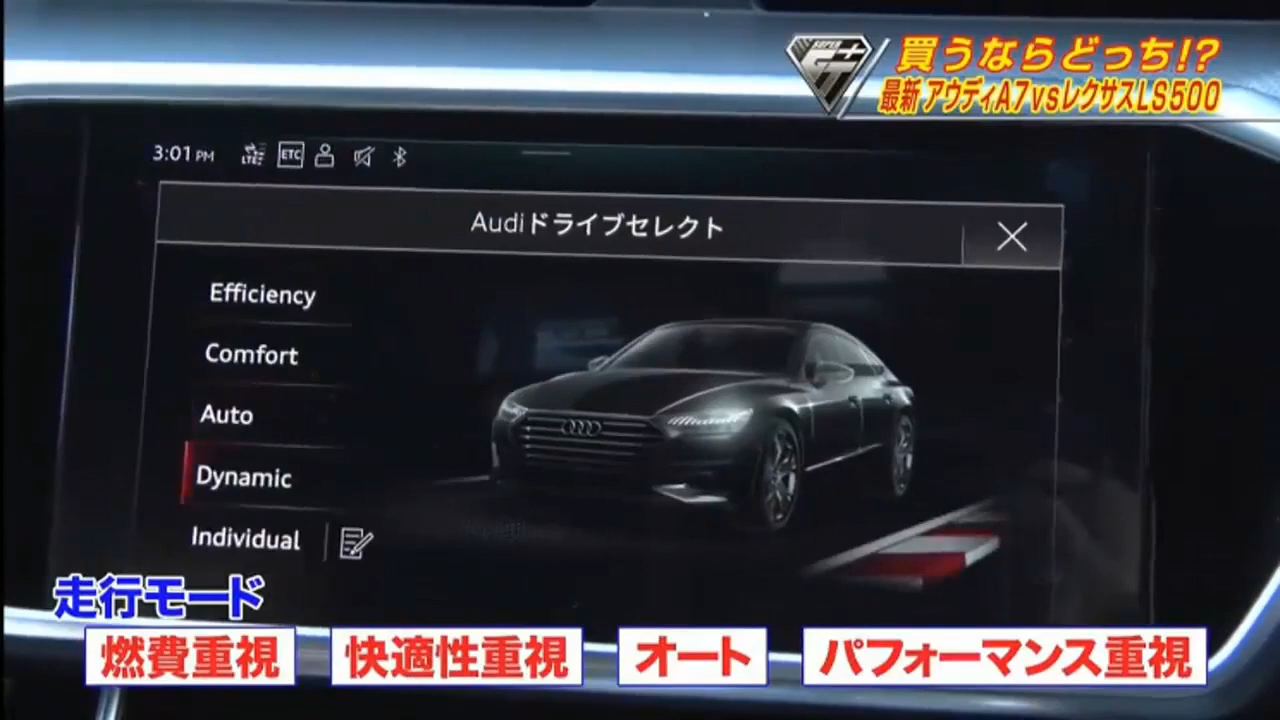 SUPER GT+
買うならどっち!?
最新 アウディA7vsレクサスLS500
3:01 PM LTE ETC
Audiドライブセレクト
Efficiency
Comfort
Auto
Dynamic
Individual
走行モード
燃費重視 快適性重視 オート パフォーマンス重視